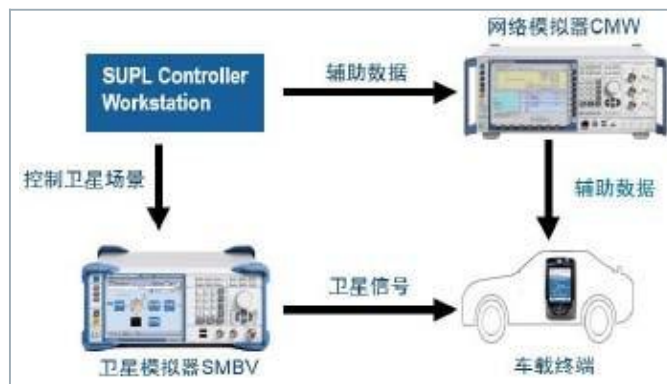 网络模拟器CMW
SUPL Controller
Workstation
辅助数据
控制卫星场景
辅助数据
卫星信号
卫星模拟器SMBV
车载终端